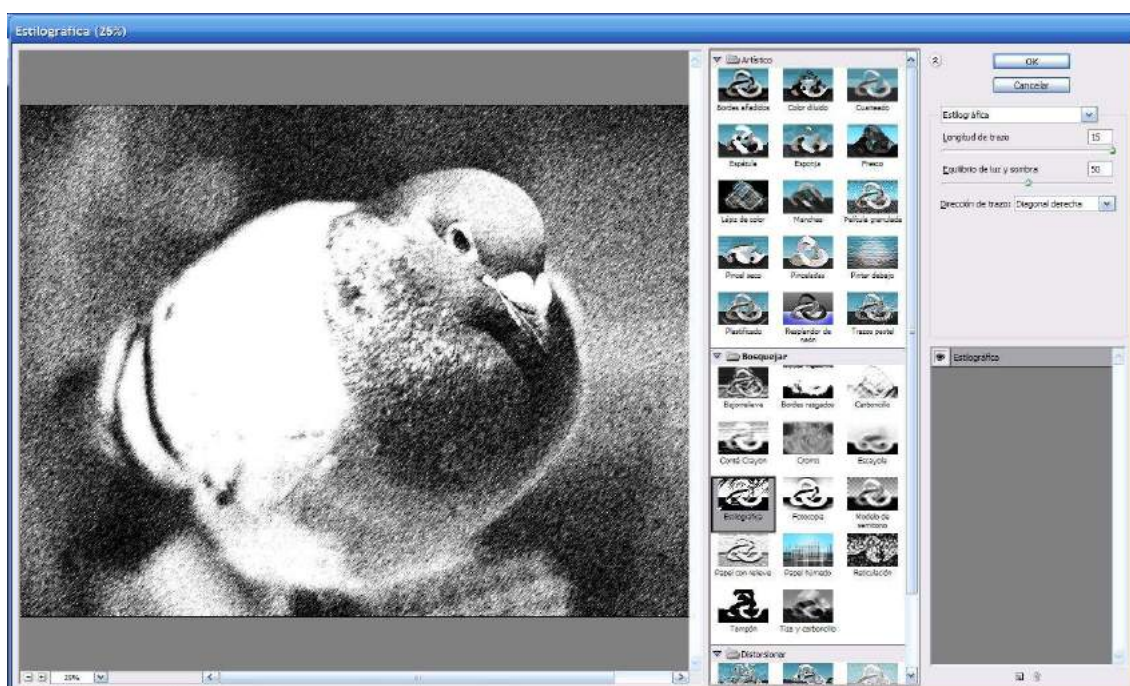 Estilográfica (25%)
Artístico
Bordes añadidos
Color diluido
Cuarteado
Espátula
Esponja
Fresco
Lápiz de color
Manchas
Película granulada
Pincel seco
Pinceladas
Pintar debajo
Plastificado
Resplandor de neón
Trazos pastel
Bosquejar
Bajorrelieve
Bordes rasgados
Carboncillo
Conté Crayon
Cromo
Escayola
Estilográfica
Fotocopia
Modelo de semitono
Papel con relieve
Papel húmedo
Reticulación
Tampón
Tiza y carboncillo
Distorsionar
OK
Cancelar
Estilográfica
Longitud de trazo 15
Equilibrio de luz y sombra 50
Dirección de trazo: Diagonal derecha
Estilográfica
25%